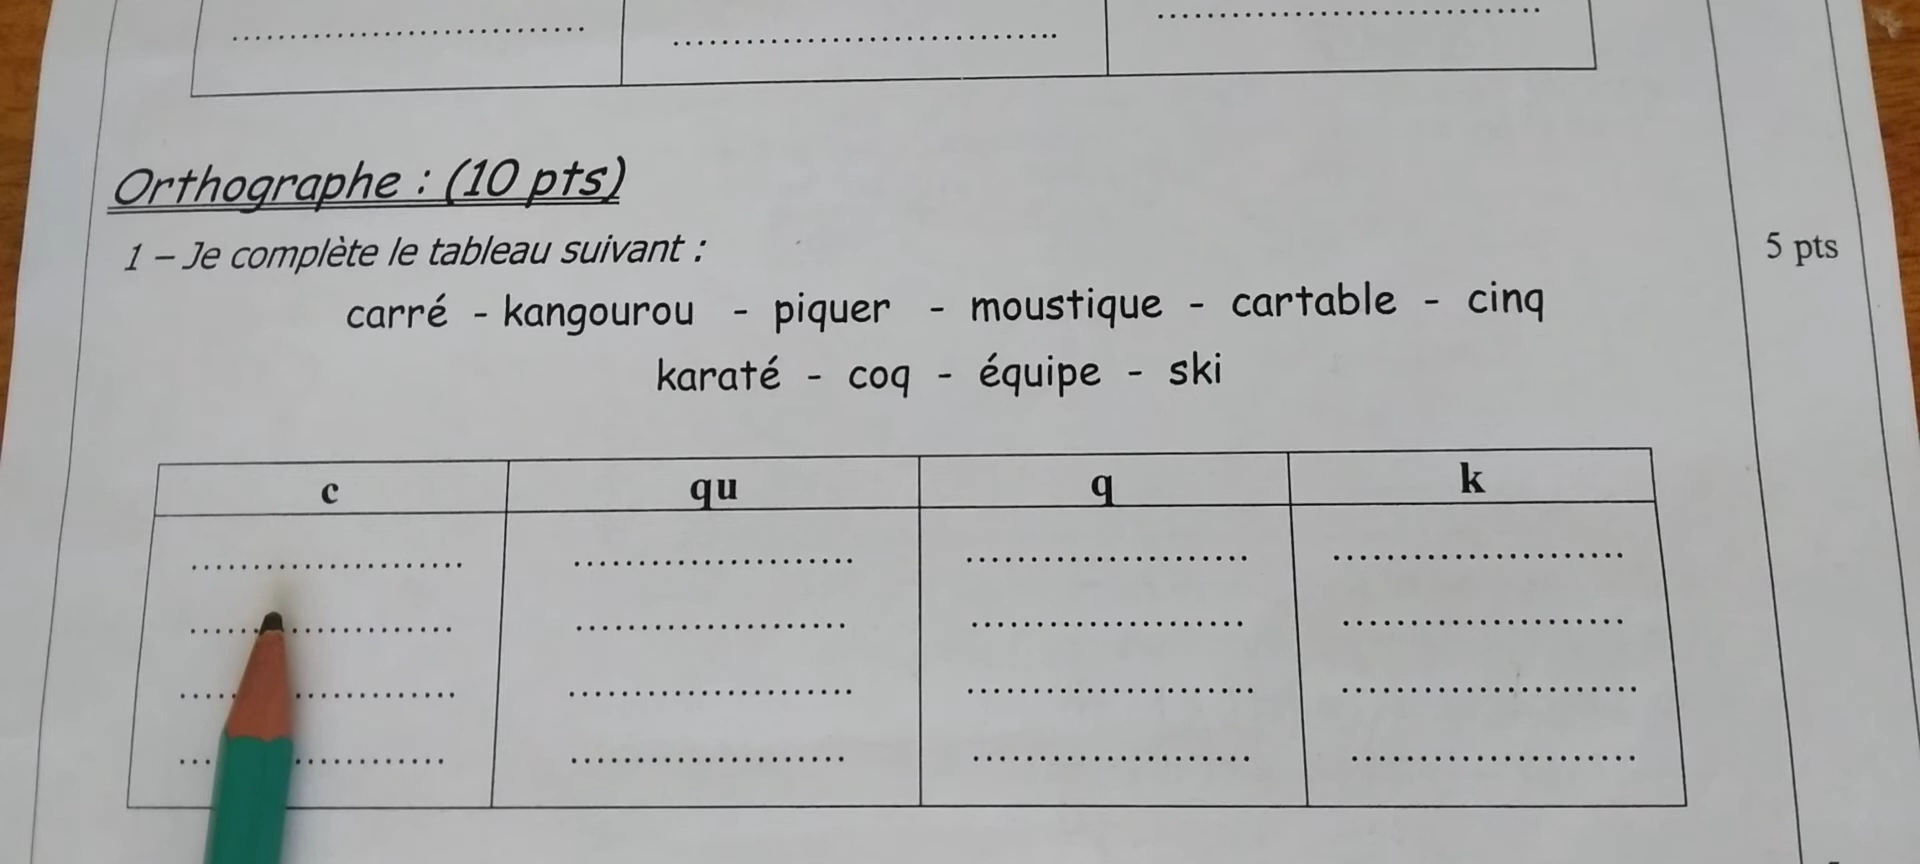 Orthographe : (10 pts)
1 – Je complète le tableau suivant :
5 pts
carré - kangourou - piquer - moustique - cartable - cinq
karaté - coq - équipe - ski
c qu q k